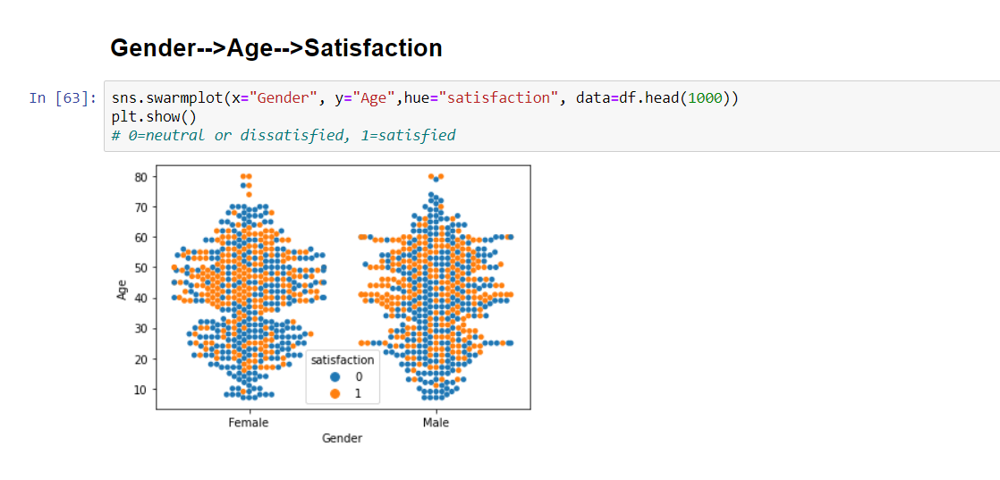 Gender-->Age-->Satisfaction
In [63]: sns.swarmplot(x="Gender", y="Age",hue="satisfaction", data=df.head(1000))
plt.show()
# 0=neutral or dissatisfied, 1=satisfied
80
70
60
50
40
30
20
10
Age
satisfaction
0
1
Female Male
Gender